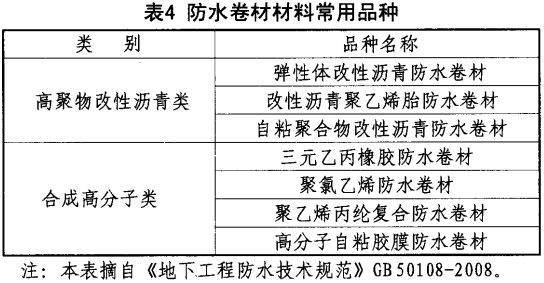 表4 防水卷材材料常用品种
类 别 品种名称
高聚物改性沥青类 弹性体改性沥青防水卷材
改性沥青聚乙烯胎防水卷材
自粘聚合物改性沥青防水卷材
合成高分子类 三元乙丙橡胶防水卷材
聚氯乙烯防水卷材
聚乙烯丙纶复合防水卷材
高分子自粘胶膜防水卷材
注：本表摘自《地下工程防水技术规范》GB 50108-2008。